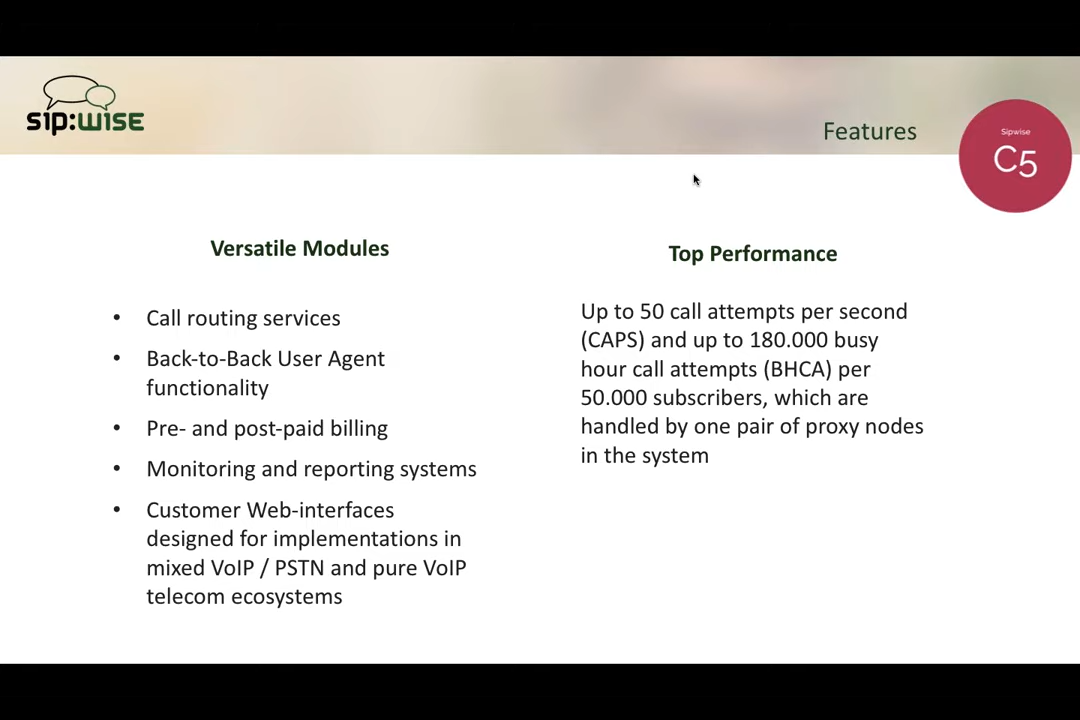 sip:wise
Features
Sipwise
C5
Versatile Modules
• Call routing services
• Back-to-Back User Agent
functionality
• Pre- and post-paid billing
• Monitoring and reporting systems
• Customer Web-interfaces
designed for implementations in
mixed VoIP / PSTN and pure VoIP
telecom ecosystems
Top Performance
Up to 50 call attempts per second
(CAPS) and up to 180.000 busy
hour call attempts (BHCA) per
50.000 subscribers, which are
handled by one pair of proxy nodes
in the system